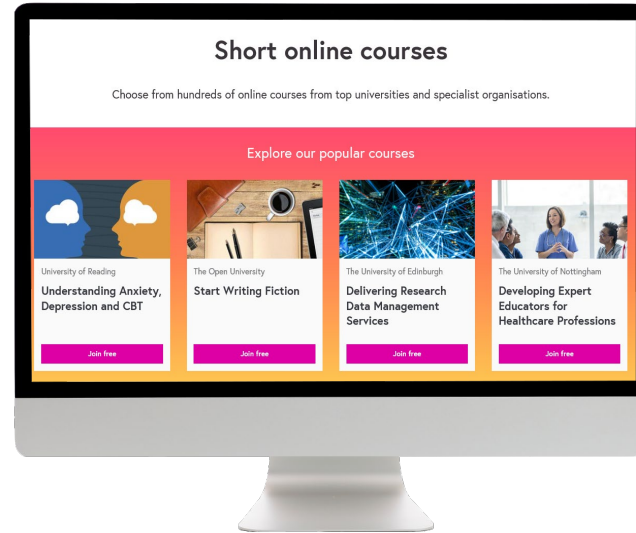 Short online courses
Choose from hundreds of online courses from top universities and specialist organisations.
Explore our popular courses
University of Reading
Understanding Anxiety,
Depression and CBT
Join free
The Open University
Start Writing Fiction
Join free
The University of Edinburgh
Delivering Research
Data Management
Services
Join free
The University of Nottingham
Developing Expert
Educators for
Healthcare Professions
Join free